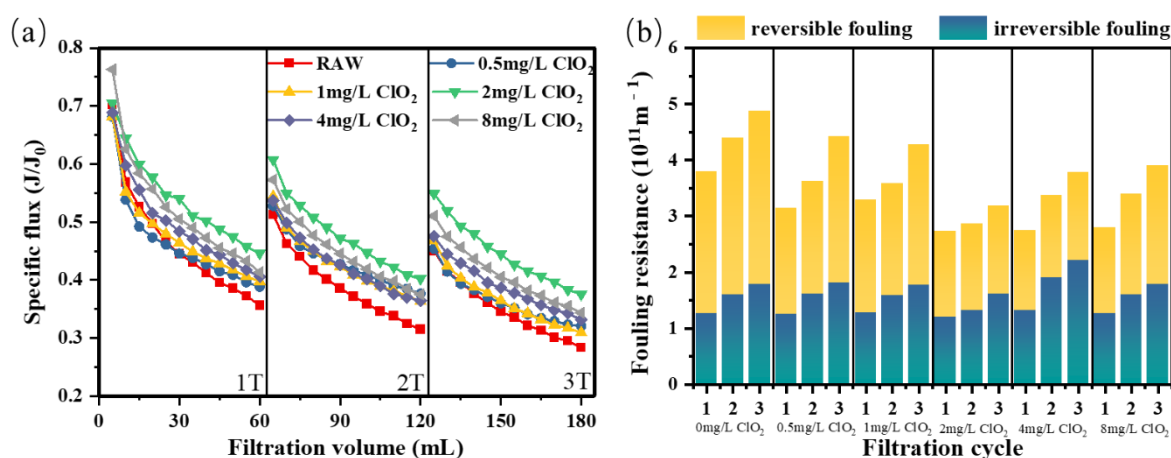 (a)
0.8
0.7
0.6
0.5
0.4
0.3
0.2
Specific flux (J/J₀)
RAW
0.5mg/L ClO₂
1mg/L ClO₂
2mg/L ClO₂
4mg/L ClO₂
8mg/L ClO₂
1T
2T
3T
0 30 60 90 120 150 180
Filtration volume (mL)
(b)
reversible fouling
irreversible fouling
6
5
4
3
2
1
0
Fouling resistance (10¹¹m⁻¹)
1 2 3 1 2 3 1 2 3 1 2 3 1 2 3 1 2 3
0mg/L ClO₂ 0.5mg/L ClO₂ 1mg/L ClO₂ 2mg/L ClO₂ 4mg/L ClO₂ 8mg/L ClO₂
Filtration cycle